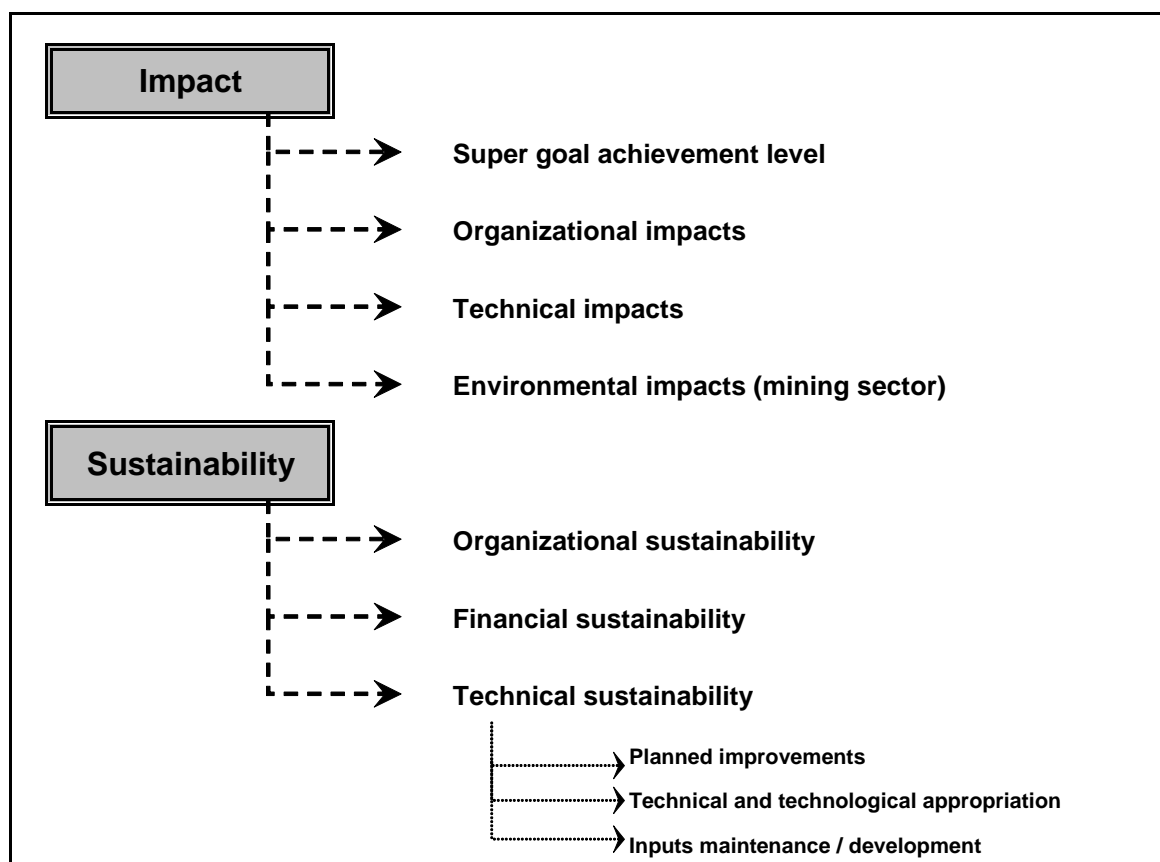 Impact
Super goal achievement level
Organizational impacts
Technical impacts
Environmental impacts (mining sector)
Sustainability
Organizational sustainability
Financial sustainability
Technical sustainability
Planned improvements
Technical and technological appropriation
Inputs maintenance / development